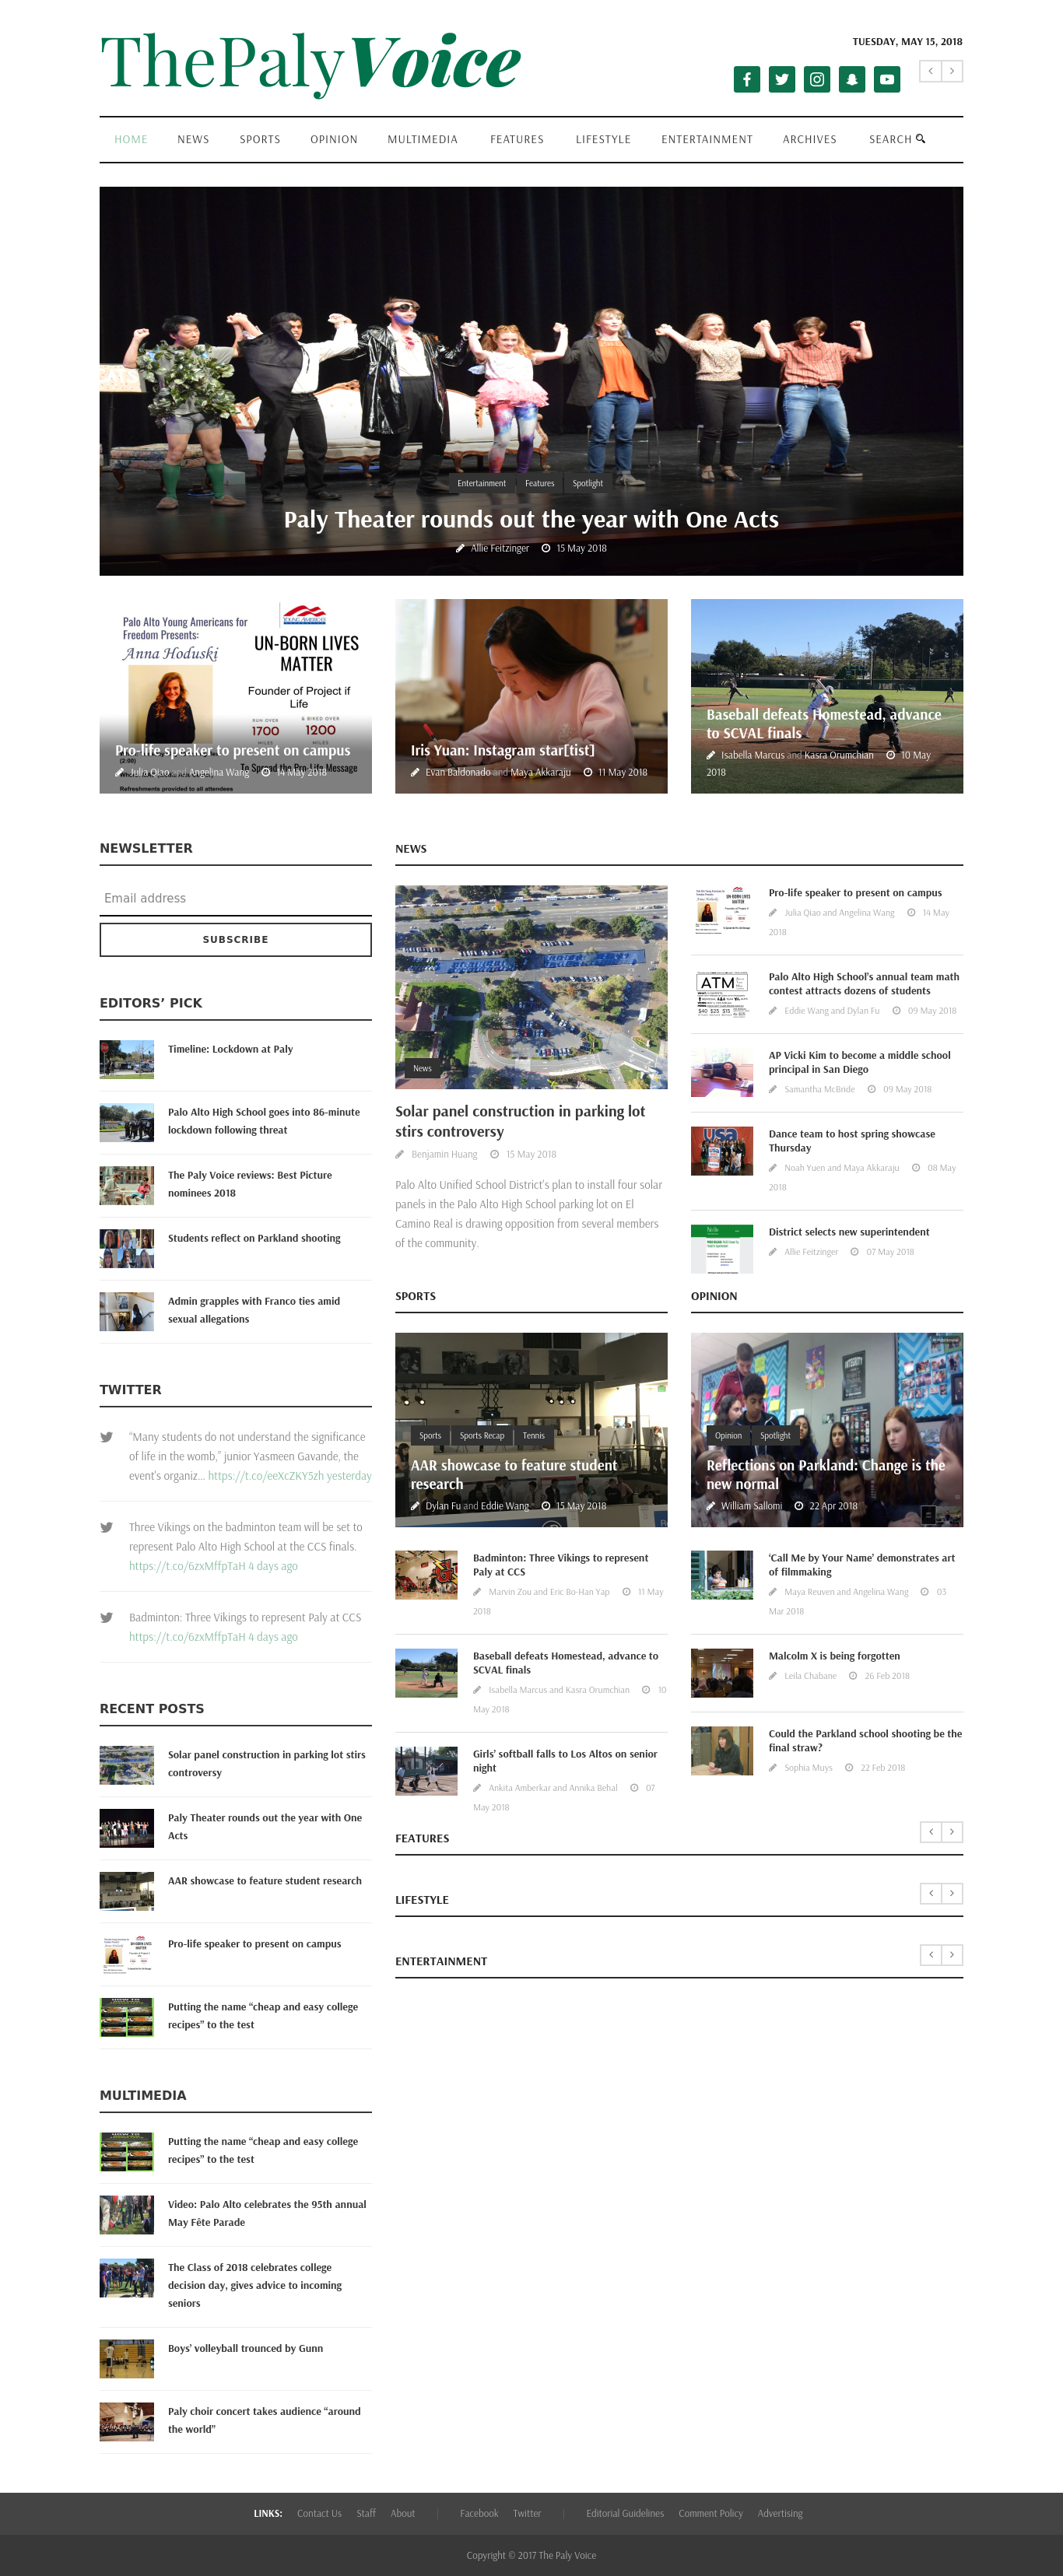 ThePalyVoice
TUESDAY, MAY 15, 2018
HOME NEWS SPORTS OPINION MULTIMEDIA FEATURES LIFESTYLE ENTERTAINMENT ARCHIVES SEARCH
Entertainment Features Spotlight
Paly Theater rounds out the year with One Acts
Allie Feitzinger 15 May 2018
Palo Alto Young Americans for
Freedom Presents:
Anna Hoduski
UN-BORN LIVES
MATTER
Founder of Project if
Life
RUN OVER
1700
MILES
& BIKED OVER
1200
MILES
To Spread the Pro-Life Message
(2:00)
Refreshments provided to all attendees
Pro-life speaker to present on campus
Julia Qiao and Angelina Wang 14 May 2018
Iris Yuan: Instagram star[tist]
Evan Baldonado and Maya Akkaraju 11 May 2018
Baseball defeats Homestead, advance
to SCVAL finals
Isabella Marcus and Kasra Orumchian 10 May
2018
NEWSLETTER
Email address
SUBSCRIBE
EDITORS’ PICK
Timeline: Lockdown at Paly
Palo Alto High School goes into 86-minute
lockdown following threat
The Paly Voice reviews: Best Picture
nominees 2018
Students reflect on Parkland shooting
Admin grapples with Franco ties amid
sexual allegations
TWITTER
“Many students do not understand the significance
of life in the womb,” junior Yasmeen Gavande, the
event's organiz... https://t.co/eeXcZKY5zh yesterday
Three Vikings on the badminton team will be set to
represent Palo Alto High School at the CCS finals.
https://t.co/6zxMffpTaH 4 days ago
Badminton: Three Vikings to represent Paly at CCS
https://t.co/6zxMffpTaH 4 days ago
RECENT POSTS
Solar panel construction in parking lot stirs
controversy
Paly Theater rounds out the year with One
Acts
AAR showcase to feature student research
Pro-life speaker to present on campus
Putting the name “cheap and easy college
recipes” to the test
MULTIMEDIA
Putting the name “cheap and easy college
recipes” to the test
Video: Palo Alto celebrates the 95th annual
May Fête Parade
The Class of 2018 celebrates college
decision day, gives advice to incoming
seniors
Boys’ volleyball trounced by Gunn
Paly choir concert takes audience “around
the world”
NEWS
News
Solar panel construction in parking lot
stirs controversy
Benjamin Huang 15 May 2018
Palo Alto Unified School District's plan to install four solar
panels in the Palo Alto High School parking lot on El
Camino Real is drawing opposition from several members
of the community.
Pro-life speaker to present on campus
Julia Qiao and Angelina Wang 14 May
2018
ATM
Palo Alto High School’s annual team math
contest attracts dozens of students
Eddie Wang and Dylan Fu 09 May 2018
AP Vicki Kim to become a middle school
principal in San Diego
Samantha McBride 09 May 2018
USA
Dance team to host spring showcase
Thursday
Noah Yuen and Maya Akkaraju 08 May
2018
District selects new superintendent
Allie Feitzinger 07 May 2018
SPORTS
Sports Sports Recap Tennis
AAR showcase to feature student
research
Dylan Fu and Eddie Wang 15 May 2018
Badminton: Three Vikings to represent
Paly at CCS
Marvin Zou and Eric Bo-Han Yap 11 May
2018
Baseball defeats Homestead, advance to
SCVAL finals
Isabella Marcus and Kasra Orumchian 10
May 2018
Girls’ softball falls to Los Altos on senior
night
Ankita Amberkar and Annika Behal 07
May 2018
OPINION
INTEGRITY
Opinion Spotlight
Reflections on Parkland: Change is the
new normal
William Sallomi 22 Apr 2018
‘Call Me by Your Name’ demonstrates art
of filmmaking
Maya Reuven and Angelina Wang 03
Mar 2018
Malcolm X is being forgotten
Leila Chabane 26 Feb 2018
Could the Parkland school shooting be the
final straw?
Sophia Muys 22 Feb 2018
FEATURES
LIFESTYLE
ENTERTAINMENT
LINKS: Contact Us Staff About Facebook Twitter Editorial Guidelines Comment Policy Advertising
Copyright © 2017 The Paly Voice